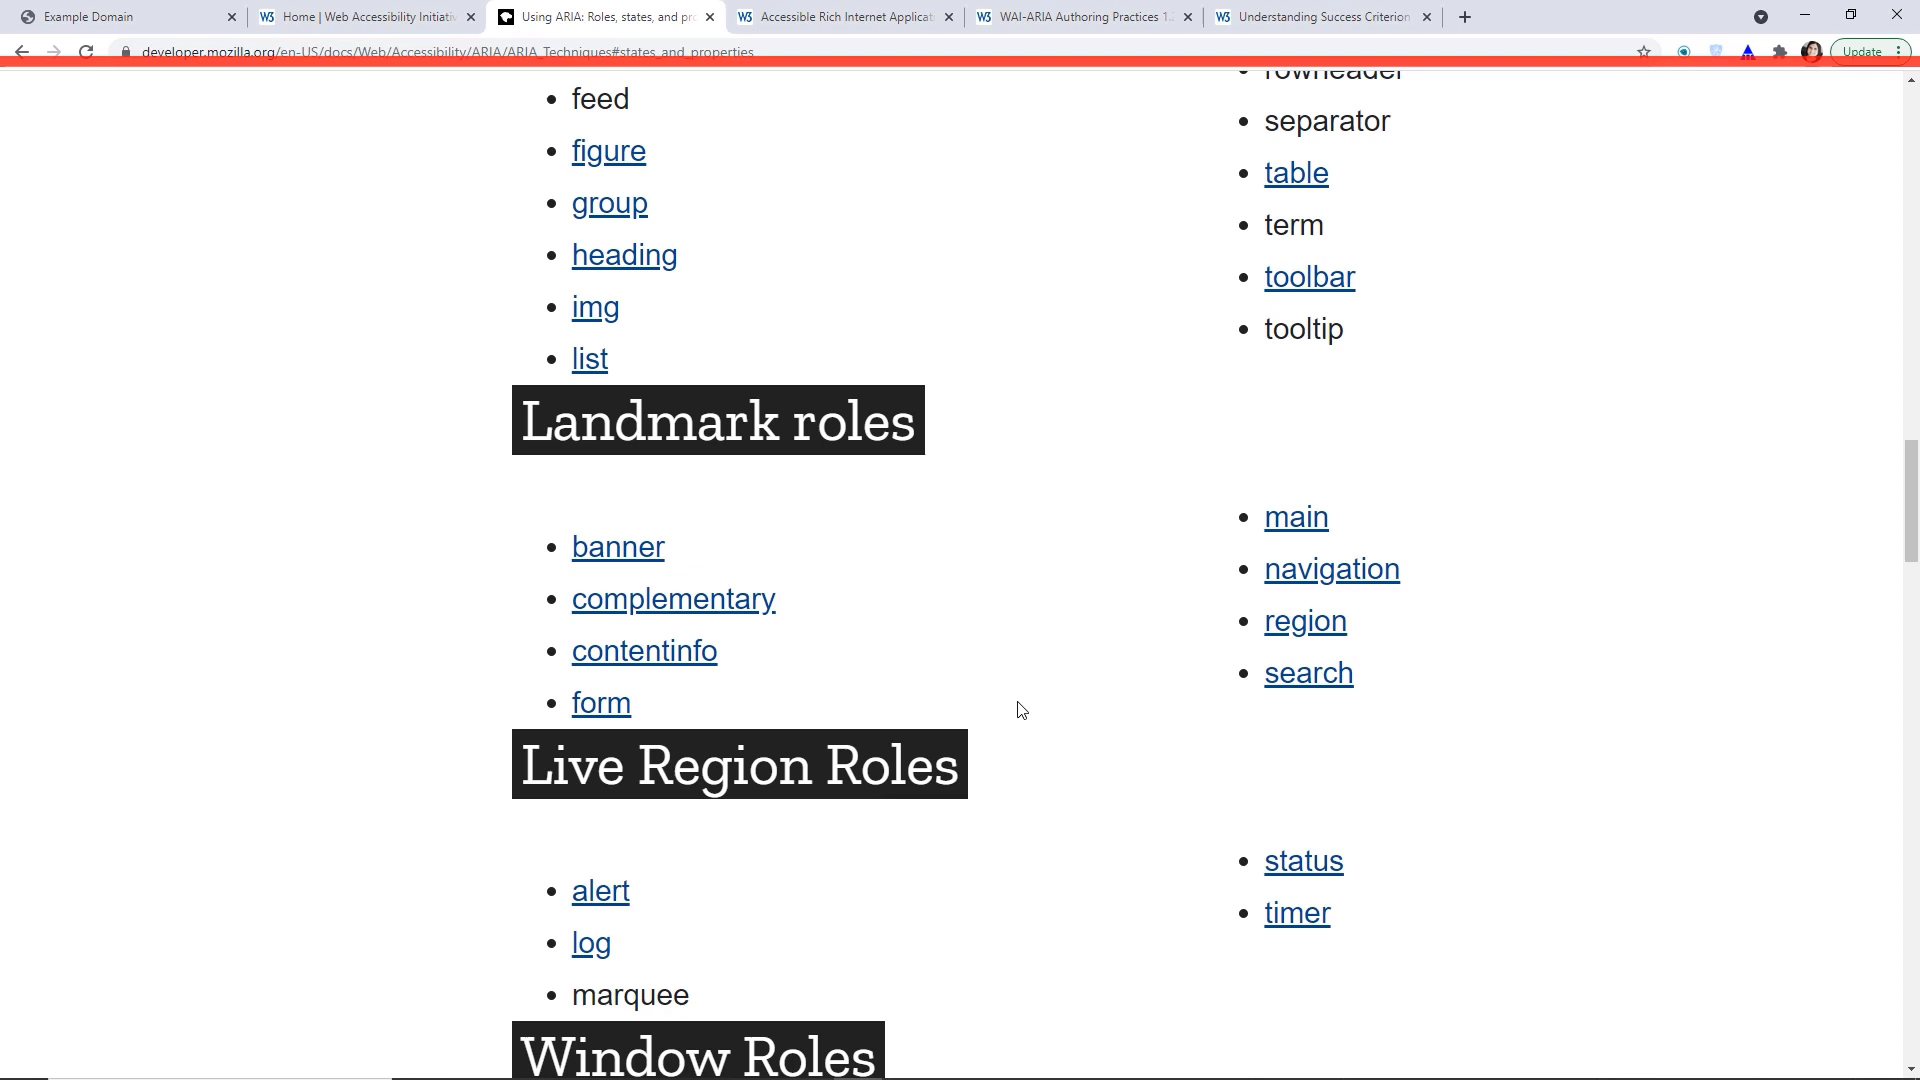 Example Domain
Home | Web Accessibility Initiativ
Using ARIA: Roles, states, and pro
Accessible Rich Internet Applicat
WAI-ARIA Authoring Practices 1.
Understanding Success Criterion
developer.mozilla.org/en-US/docs/Web/Accessibility/ARIA/ARIA_Techniques#states_and_properties
Update
• feed
• figure
• group
• heading
• img
• list
• rowheader
• separator
• table
• term
• toolbar
• tooltip
Landmark roles
• banner
• complementary
• contentinfo
• form
• main
• navigation
• region
• search
Live Region Roles
• alert
• log
• marquee
• status
• timer
Window Roles